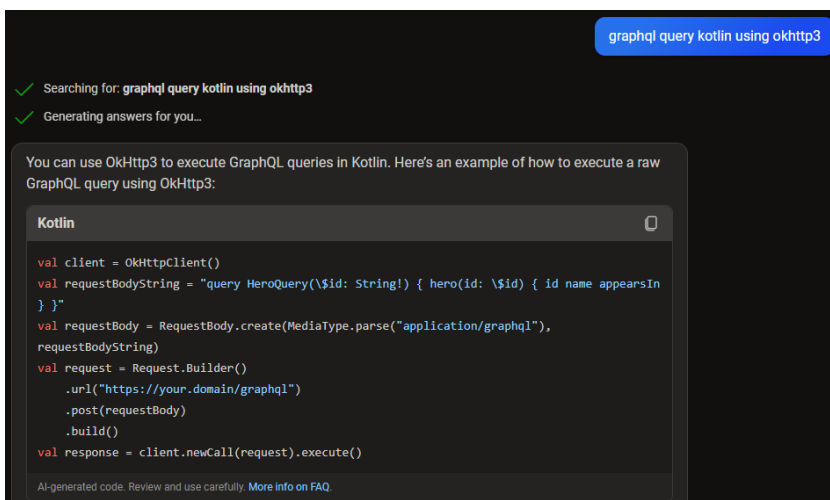 graphql query kotlin using okhttp3
Searching for: graphql query kotlin using okhttp3
Generating answers for you...
You can use OkHttp3 to execute GraphQL queries in Kotlin. Here's an example of how to execute a raw
GraphQL query using OkHttp3:
Kotlin
val client = OkHttpClient()
val requestBodyString = "query HeroQuery(\$id: String!) { hero(id: \$id) { id name appearsIn
} }"
val requestBody = RequestBody.create(MediaType.parse("application/graphql"),
requestBodyString)
val request = Request.Builder()
    .url("https://your.domain/graphql")
    .post(requestBody)
    .build()
val response = client.newCall(request).execute()
AI-generated code. Review and use carefully. More info on FAQ.